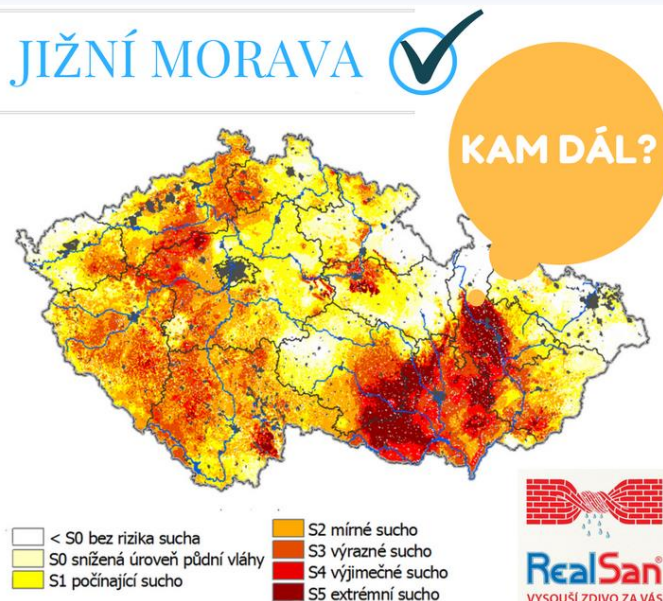 JIŽNÍ MORAVA
KAM DÁL?
< S0 bez rizika sucha
S0 snížená úroveň půdní vláhy
S1 počínající sucho
S2 mírné sucho
S3 výrazné sucho
S4 výjimečné sucho
S5 extrémní sucho
RealSan®
VYSOUŠÍ ZDIVO ZA VÁS